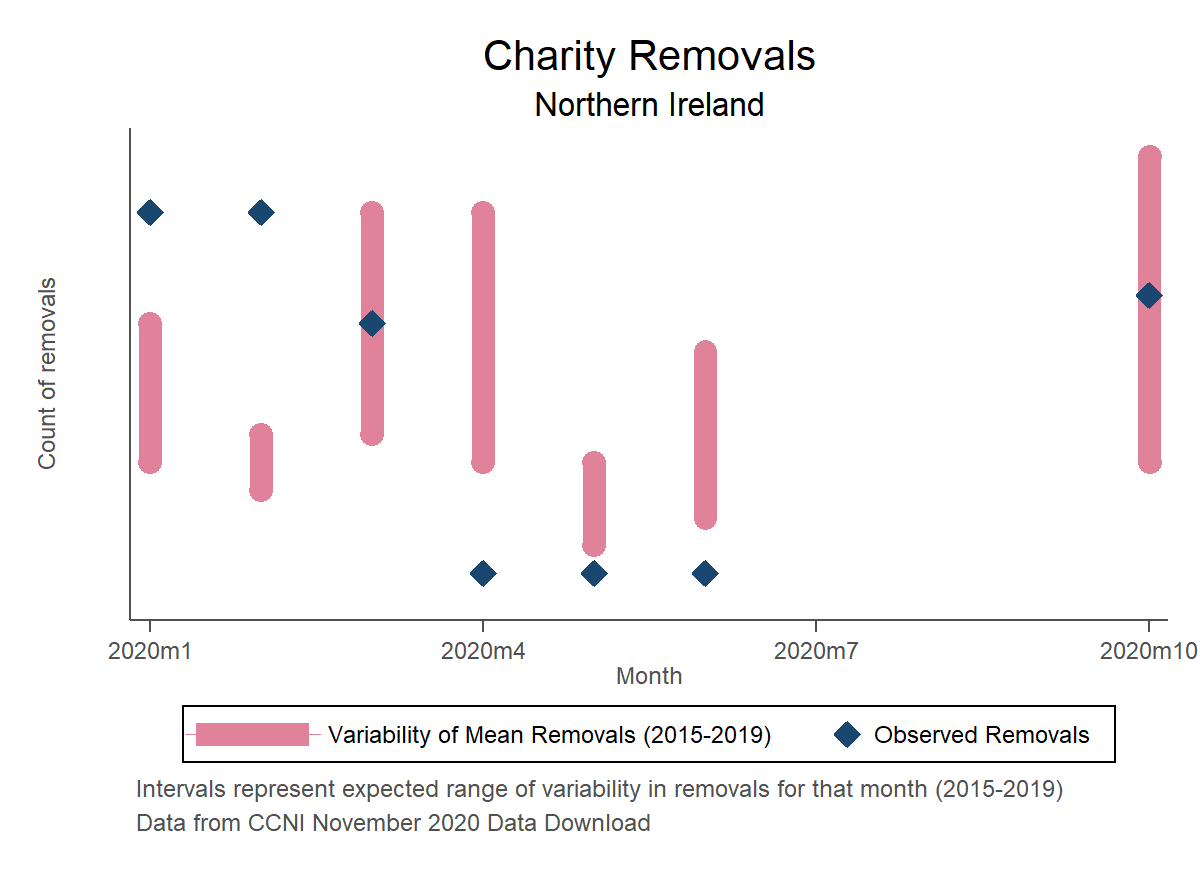 Charity Removals
Northern Ireland
Count of removals
2020m1
2020m4
2020m7
2020m10
Month
Variability of Mean Removals (2015-2019)
Observed Removals
Intervals represent expected range of variability in removals for that month (2015-2019)
Data from CCNI November 2020 Data Download